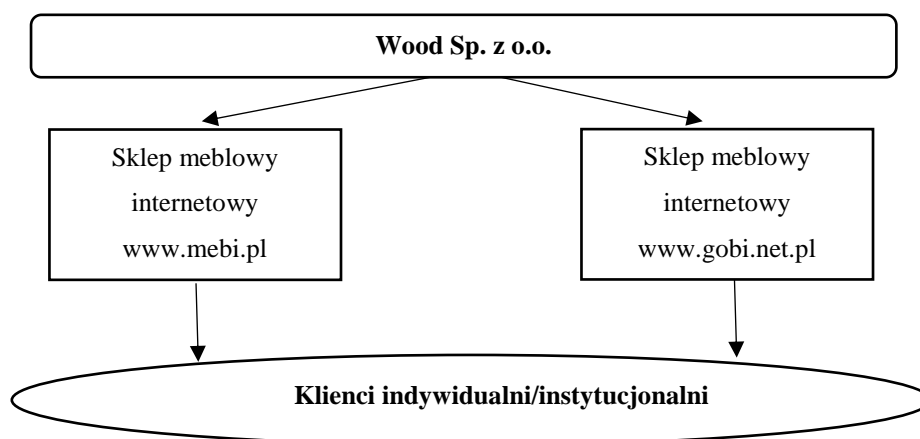 Wood Sp. z o.o.
Sklep meblowy
internetowy
www.mebi.pl
Sklep meblowy
internetowy
www.gobi.net.pl
Klienci indywidualni/instytucjonalni